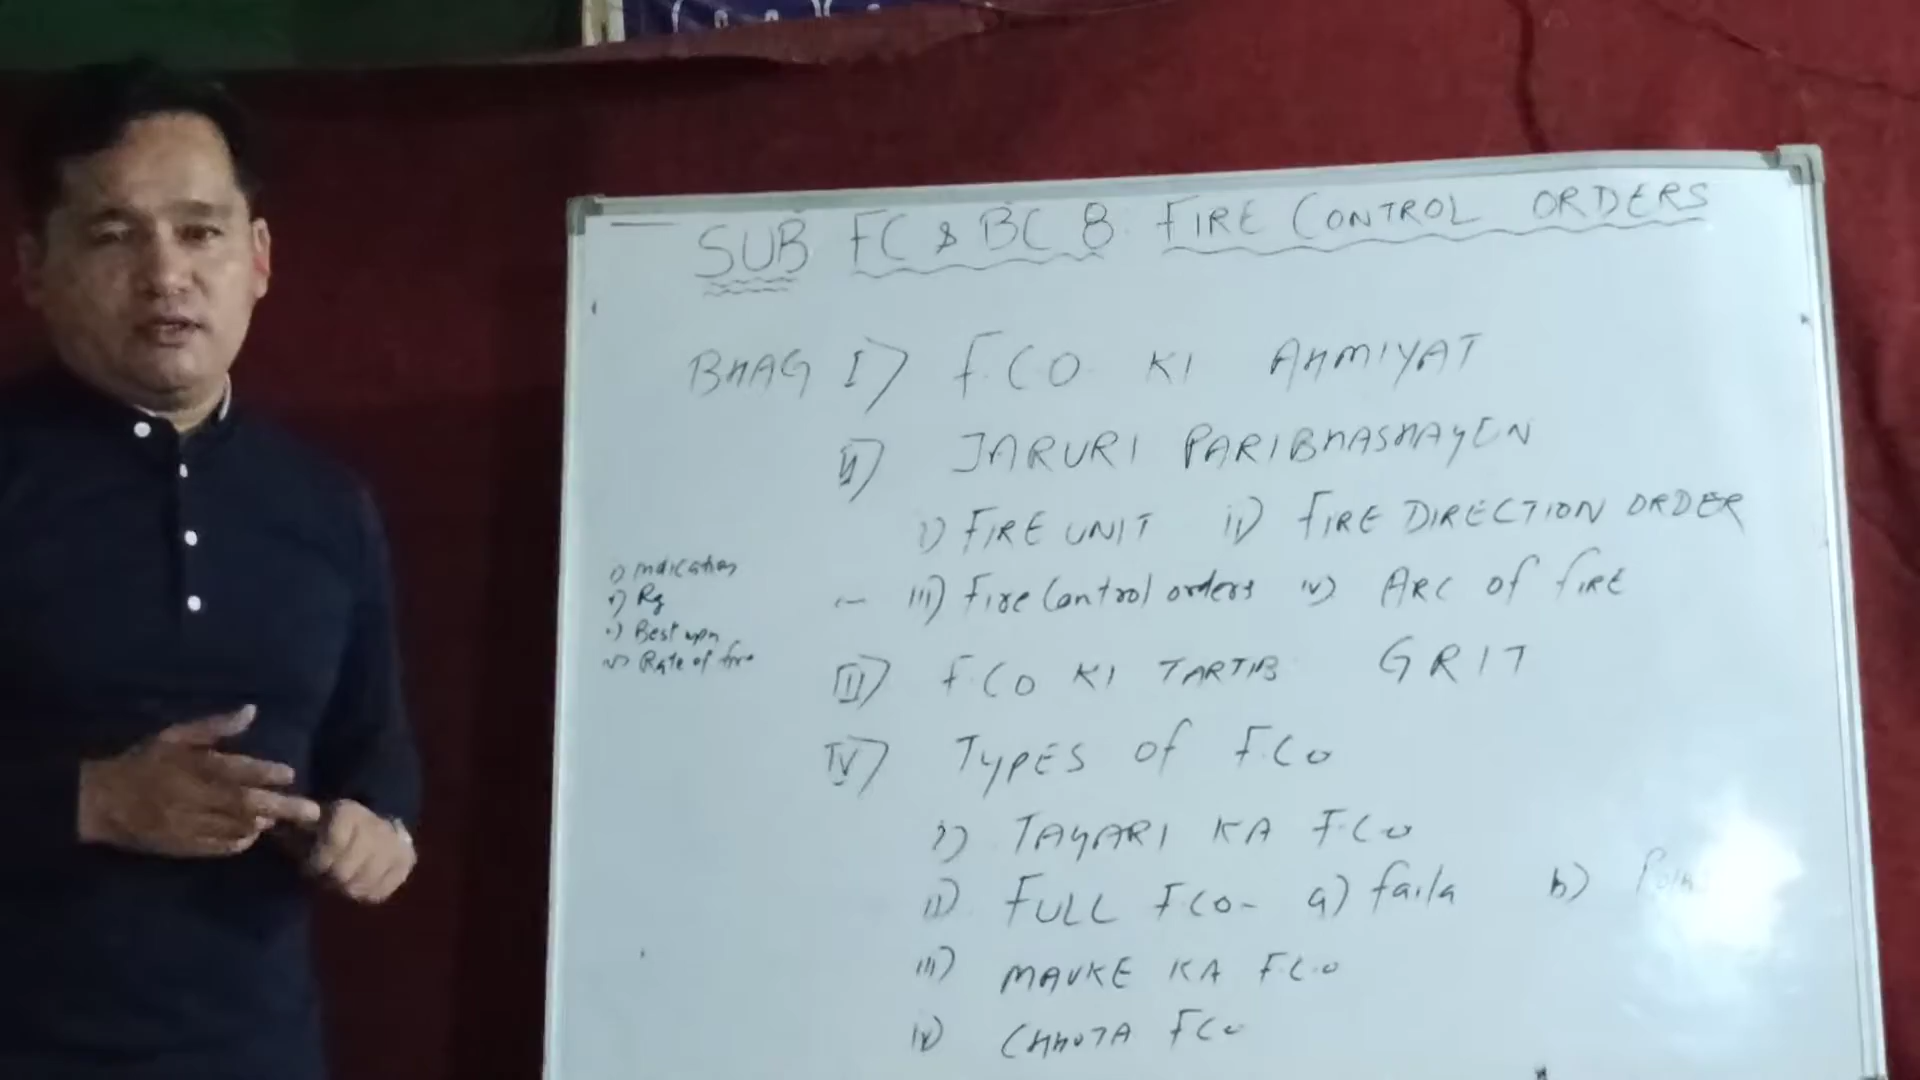 SUB FC & BC 8. FIRE CONTROL ORDERS
BHAG I) F.C.O. KI AHMIYAT
II) JARURI PARIBHASHAYEN
i) FIRE UNIT ii) FIRE DIRECTION ORDER
iii) Fire Control orders iv) ARC of FIRE
i) indication
ii) Rg
Best wpn
iv) Rate of fire
III) F.C.O KI TARTIB GRIT
IV) TYPES of F.C.O
i) TAYARI KA F.C.O
ii) FULL F.C.O- a) faila b)
iii) MAUKE KA F.C.O
iv) CHHOTA FCO